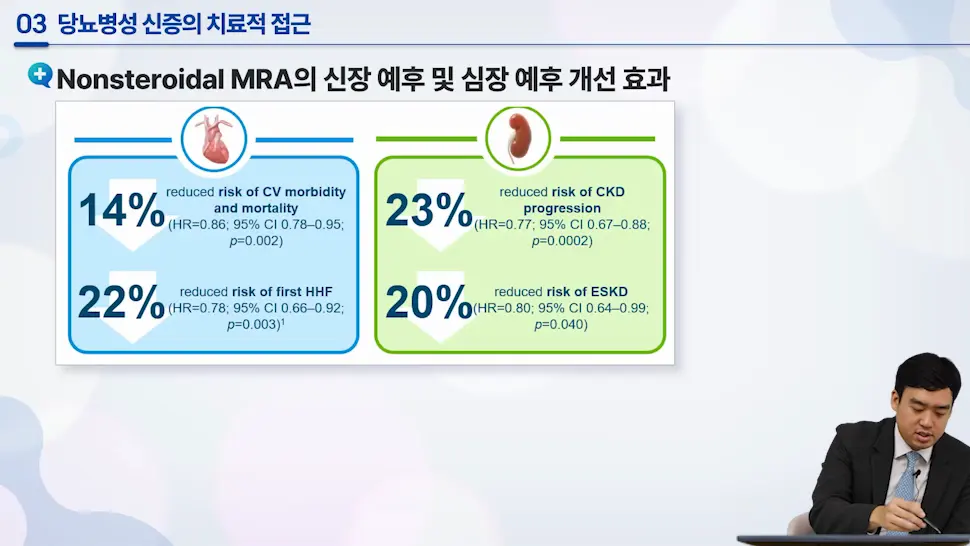 03 당뇨병성 신증의 치료적 접근
Nonsteroidal MRA의 신장 예후 및 심장 예후 개선 효과
14%
reduced risk of CV morbidity
and mortality
(HR=0.86; 95% CI 0.78–0.95;
p=0.002)
22%
reduced risk of first HHF
(HR=0.78; 95% CI 0.66–0.92;
p=0.003)¹
23%
reduced risk of CKD
progression
(HR=0.77; 95% CI 0.67–0.88;
p=0.0002)
20%
reduced risk of ESKD
(HR=0.80; 95% CI 0.64–0.99;
p=0.040)